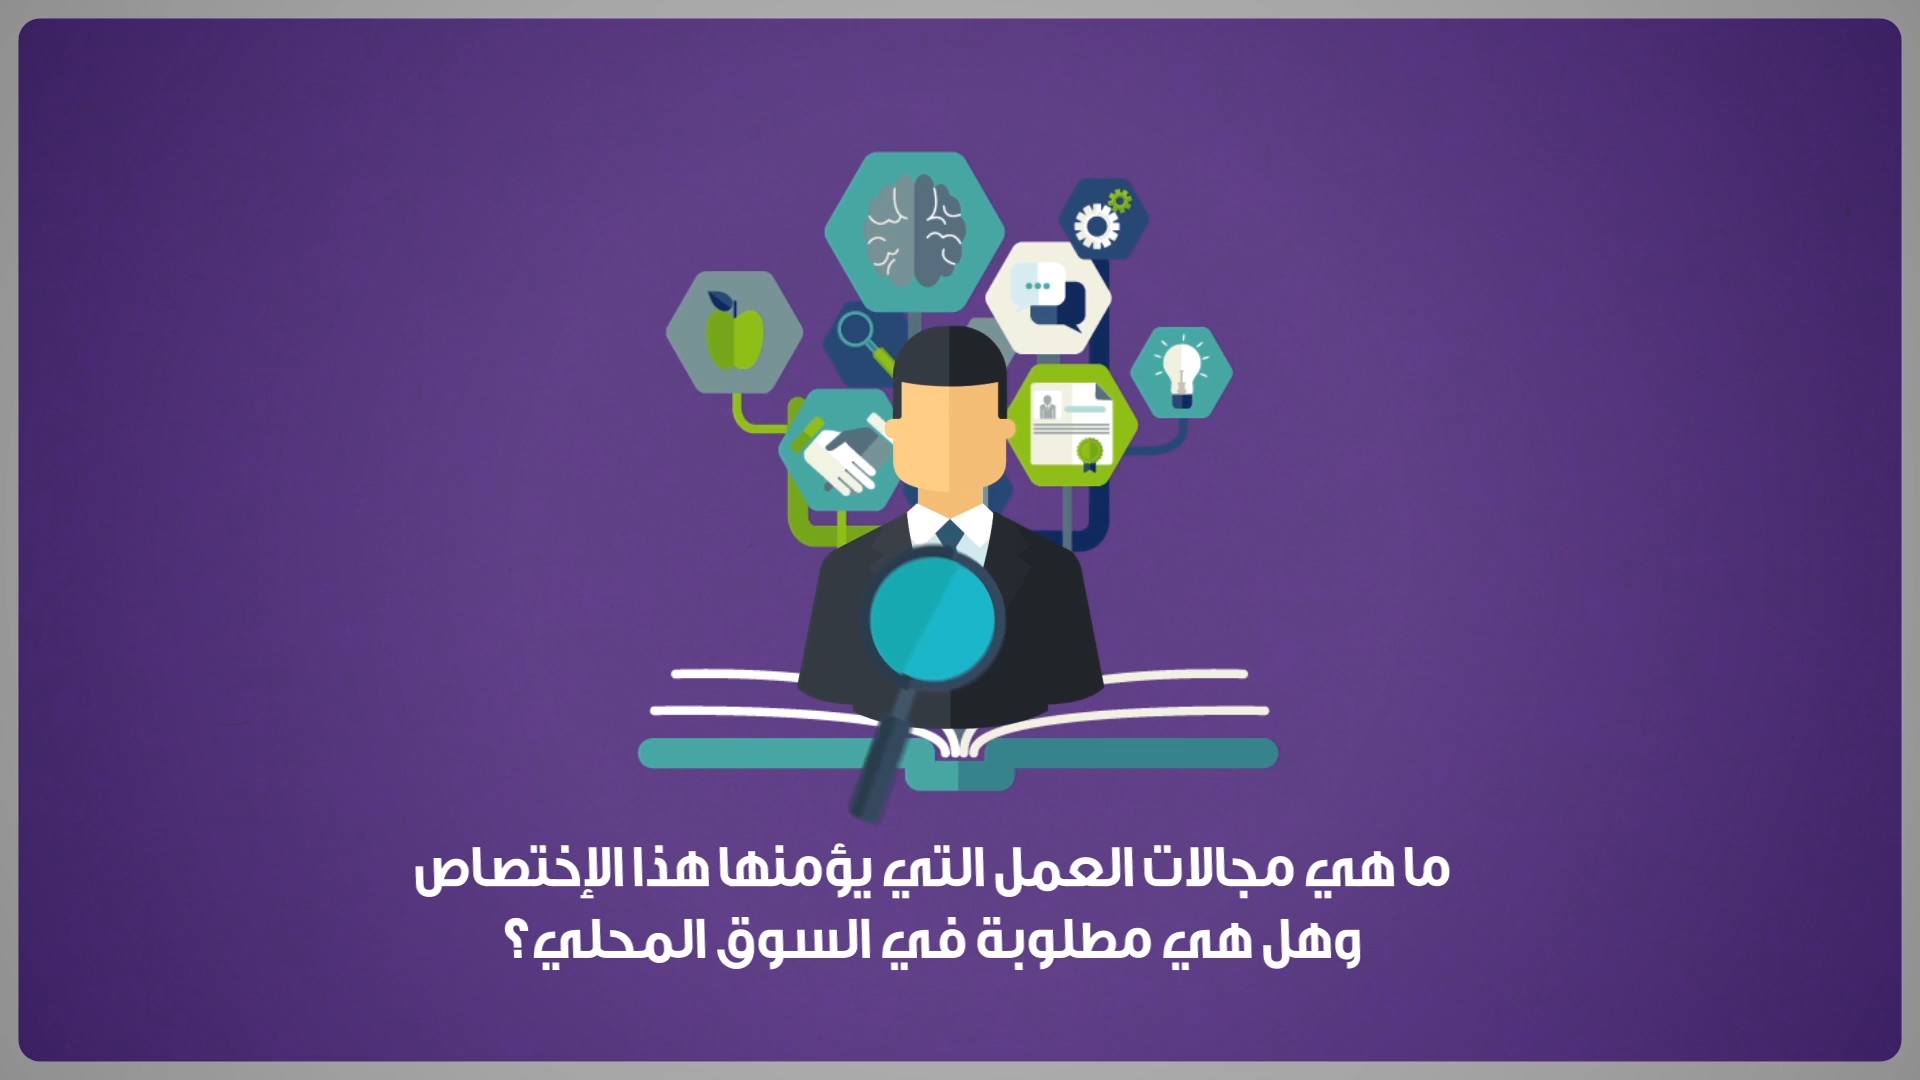 ما هي مجالات العمل التي يؤمنها هذا الإختصاص
وهل هي مطلوبة في السوق المحلي؟